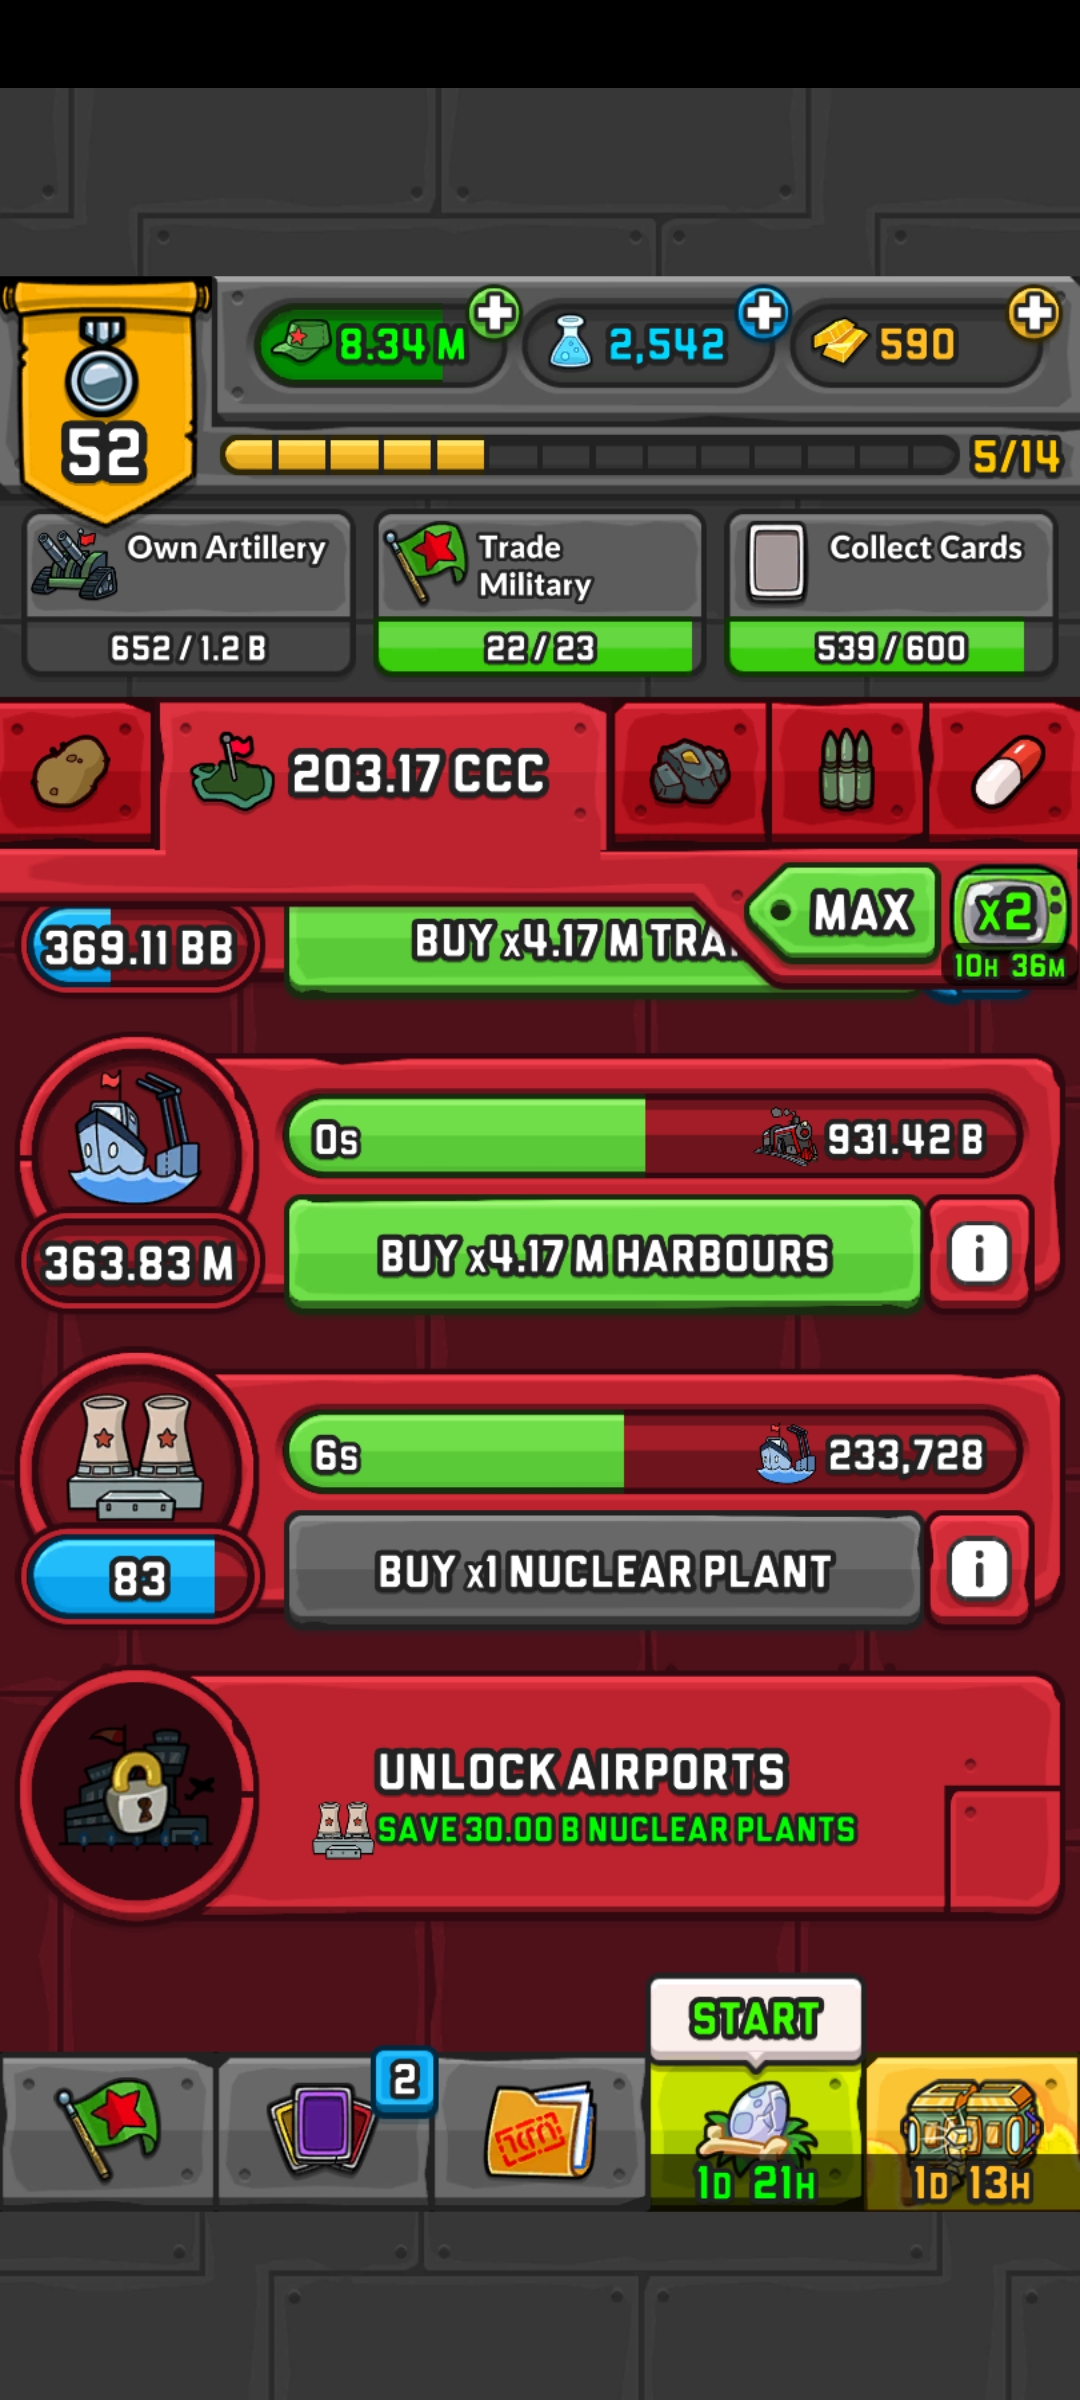 8.34 M
2,542
590
52
5/14
Own Artillery
652 / 1.2 B
Trade
Military
22 / 23
Collect Cards
539 / 600
203.17 CCC
MAX
x2
10H 36M
369.11 BB
BUY x4.17 M TRA
0s
931.42 B
363.83 M
BUY x4.17 M HARBOURS
i
6s
233,728
83
BUY x1 NUCLEAR PLANT
i
UNLOCK AIRPORTS
SAVE 30.00 B NUCLEAR PLANTS
START
2
1D 21H
1D 13H